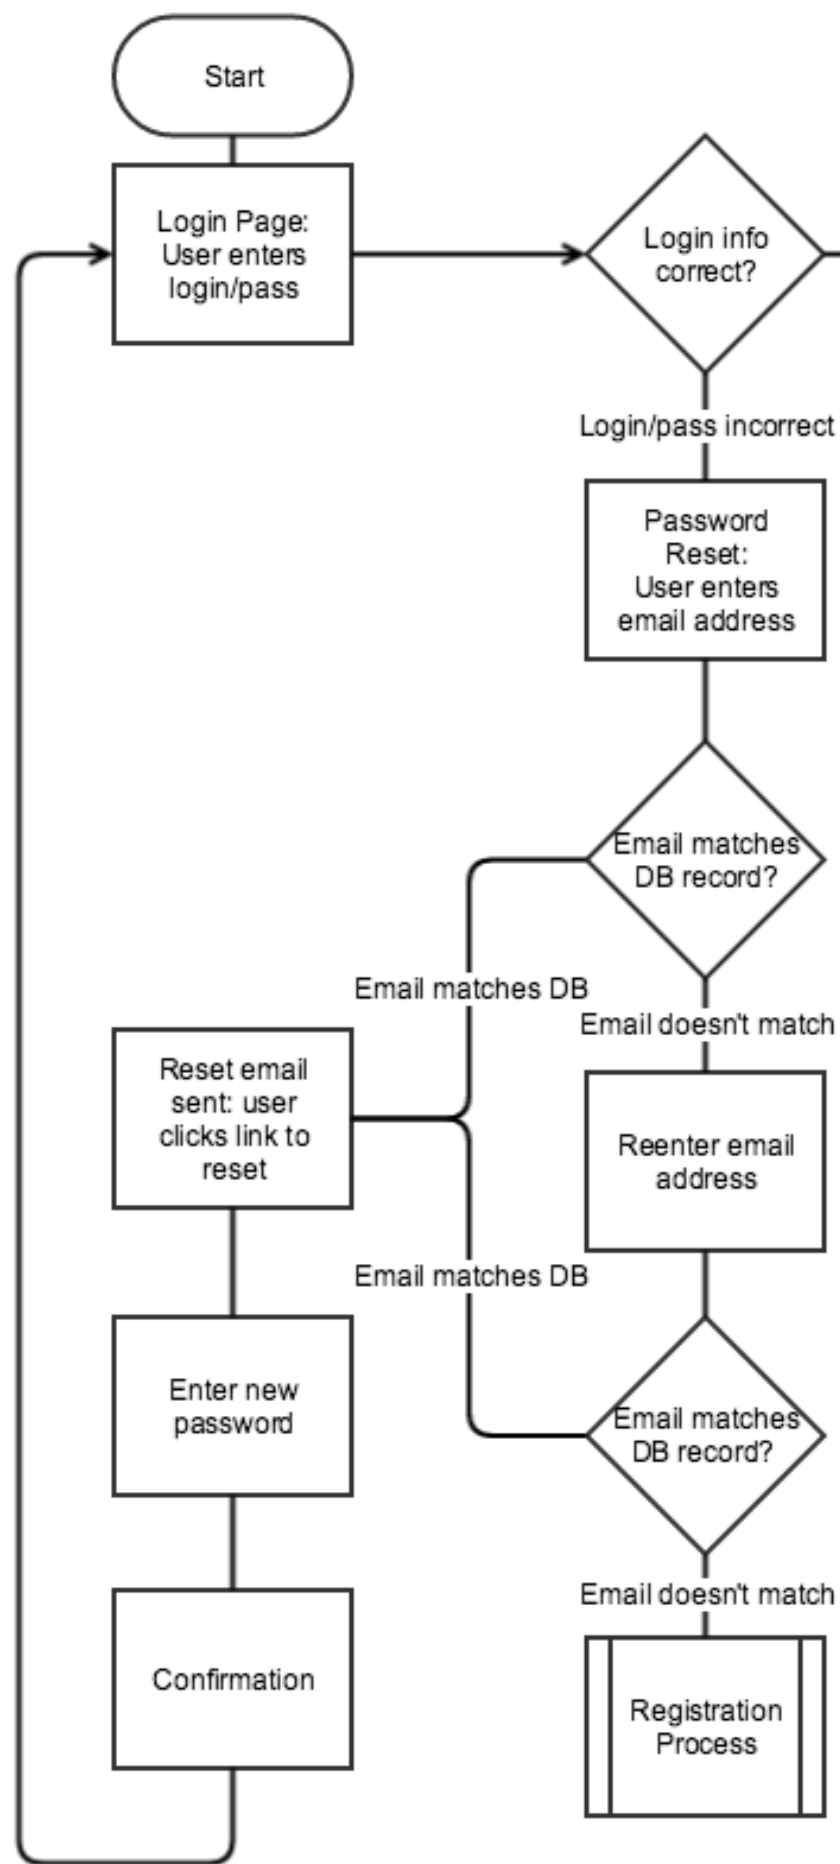 Start
Login Page:
User enters
login/pass
Login info
correct?
Login/pass incorrect
Password
Reset:
User enters
email address
Email matches
DB record?
Email matches DB
Email doesn't match
Reset email
sent: user
clicks link to
reset
Reenter email
address
Email matches DB
Enter new
password
Email matches
DB record?
Email doesn't match
Confirmation
Registration
Process